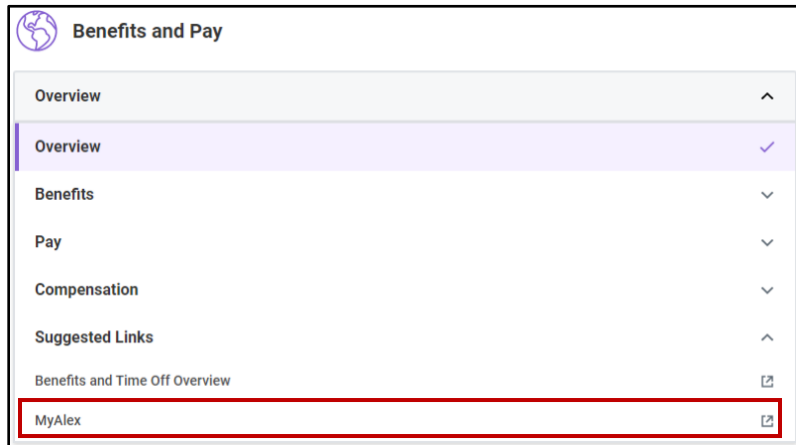 Benefits and Pay
Overview
Overview
Benefits
Pay
Compensation
Suggested Links
Benefits and Time Off Overview
MyAlex